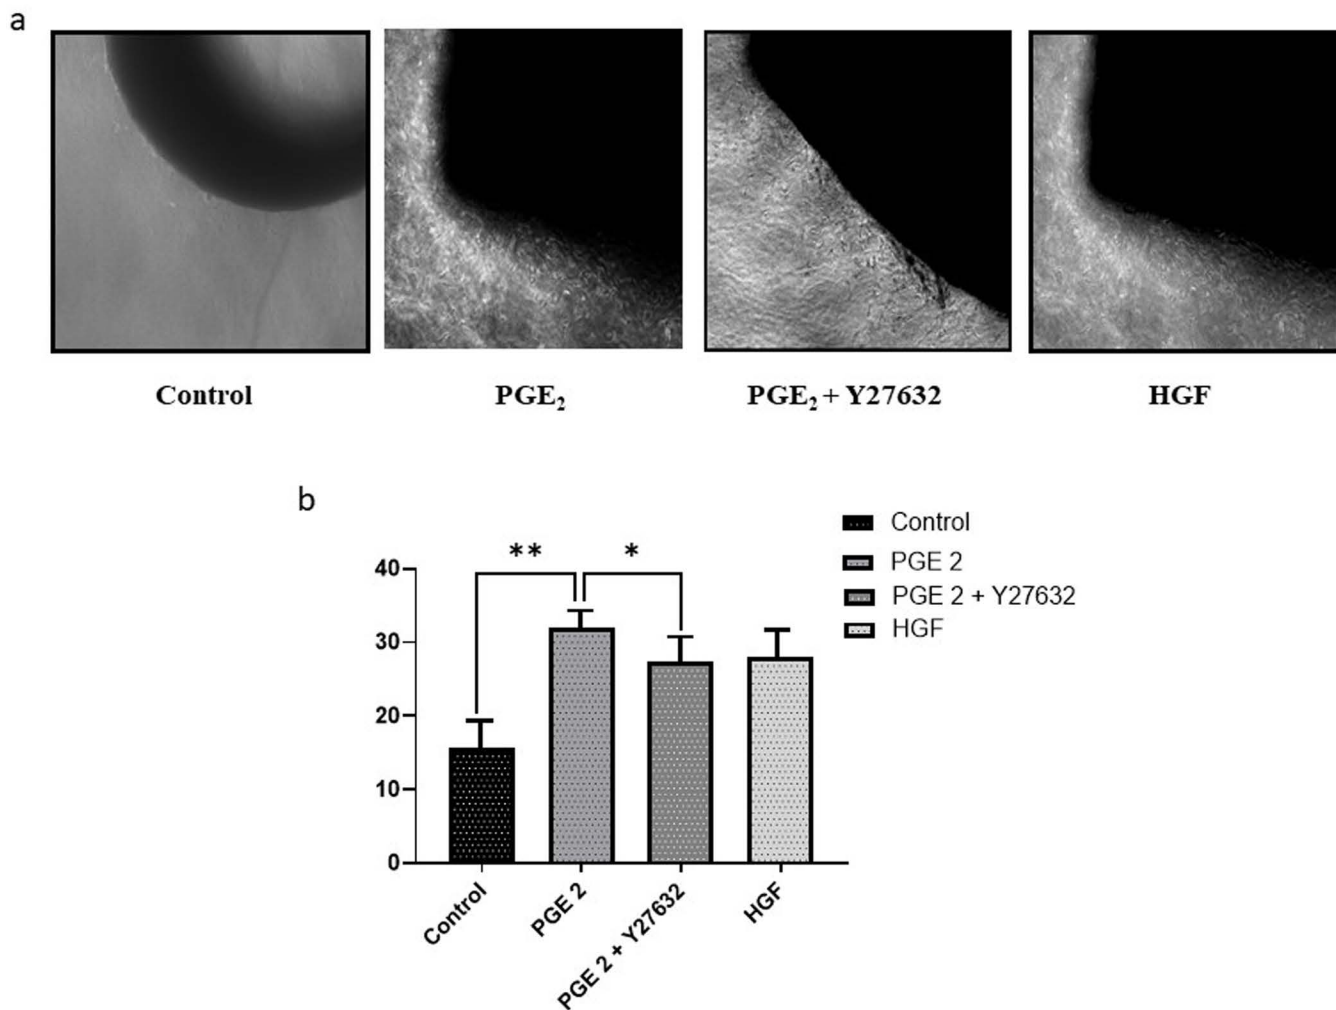 a
Control
PGE₂
PGE₂ + Y27632
HGF
b
** *
Control
PGE 2
PGE 2 + Y27632
HGF
40
30
20
10
0
Control
PGE 2
PGE 2 + Y27632
HGF